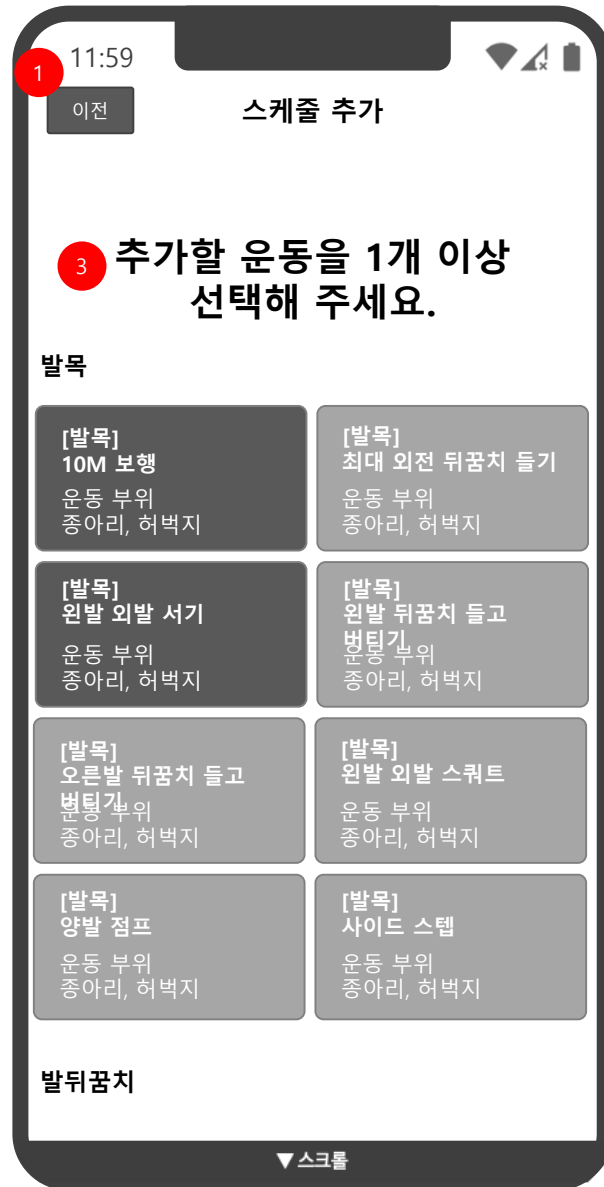 11:59
1
이전
스케줄 추가
3
추가할 운동을 1개 이상
선택해 주세요.
발목
[발목]
10M 보행
운동 부위
종아리, 허벅지
[발목]
최대 외전 뒤꿈치 들기
운동 부위
종아리, 허벅지
[발목]
왼발 외발 서기
운동 부위
종아리, 허벅지
[발목]
왼발 뒤꿈치 들고
버티기
운동 부위
종아리, 허벅지
[발목]
오른발 뒤꿈치 들고
버티기
운동 부위
종아리, 허벅지
[발목]
왼발 외발 스쿼트
운동 부위
종아리, 허벅지
[발목]
양발 점프
운동 부위
종아리, 허벅지
[발목]
사이드 스텝
운동 부위
종아리, 허벅지
발뒤꿈치
▼스크롤